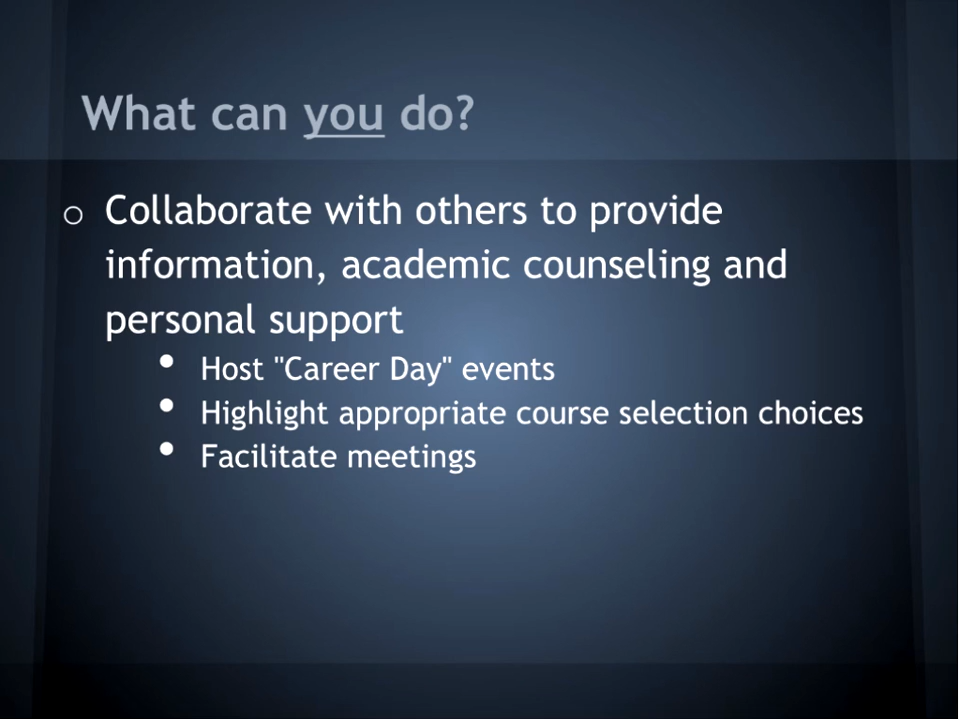 What can you do?
o Collaborate with others to provide
information, academic counseling and
personal support
• Host "Career Day" events
• Highlight appropriate course selection choices
• Facilitate meetings